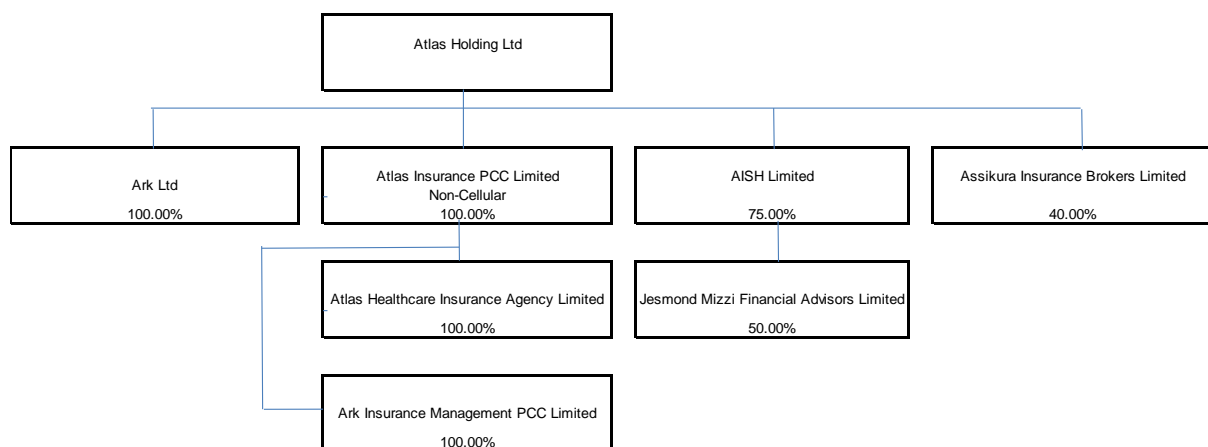 Atlas Holding Ltd
Ark Ltd
100.00%
Atlas Insurance PCC Limited
Non-Cellular
100.00%
AISH Limited
75.00%
Assikura Insurance Brokers Limited
40.00%
Atlas Healthcare Insurance Agency Limited
100.00%
Jesmond Mizzi Financial Advisors Limited
50.00%
Ark Insurance Management PCC Limited
100.00%